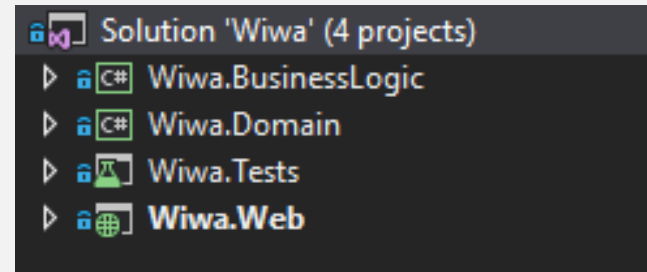 Solution 'Wiwa' (4 projects)
C# Wiwa.BusinessLogic
C# Wiwa.Domain
Wiwa.Tests
Wiwa.Web